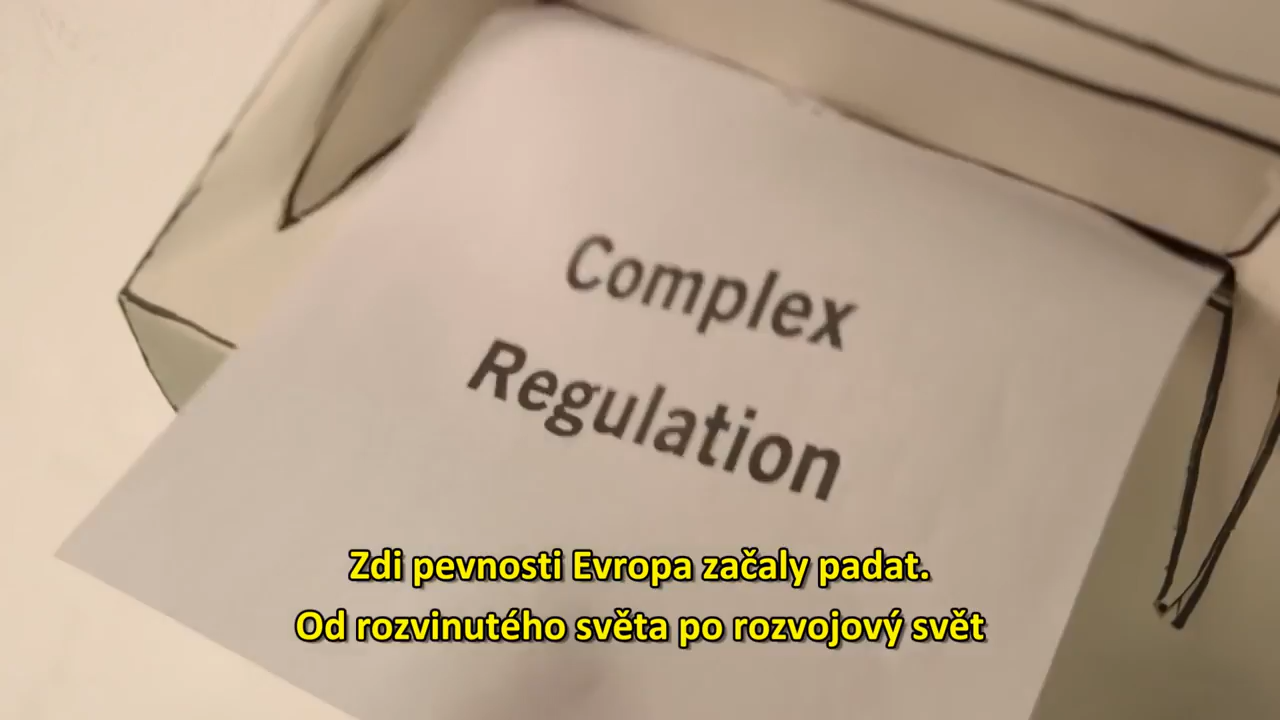 Complex
Regulation
Zdi pevnosti Evropa začaly padat.
Od rozvinutého světa po rozvojový svět